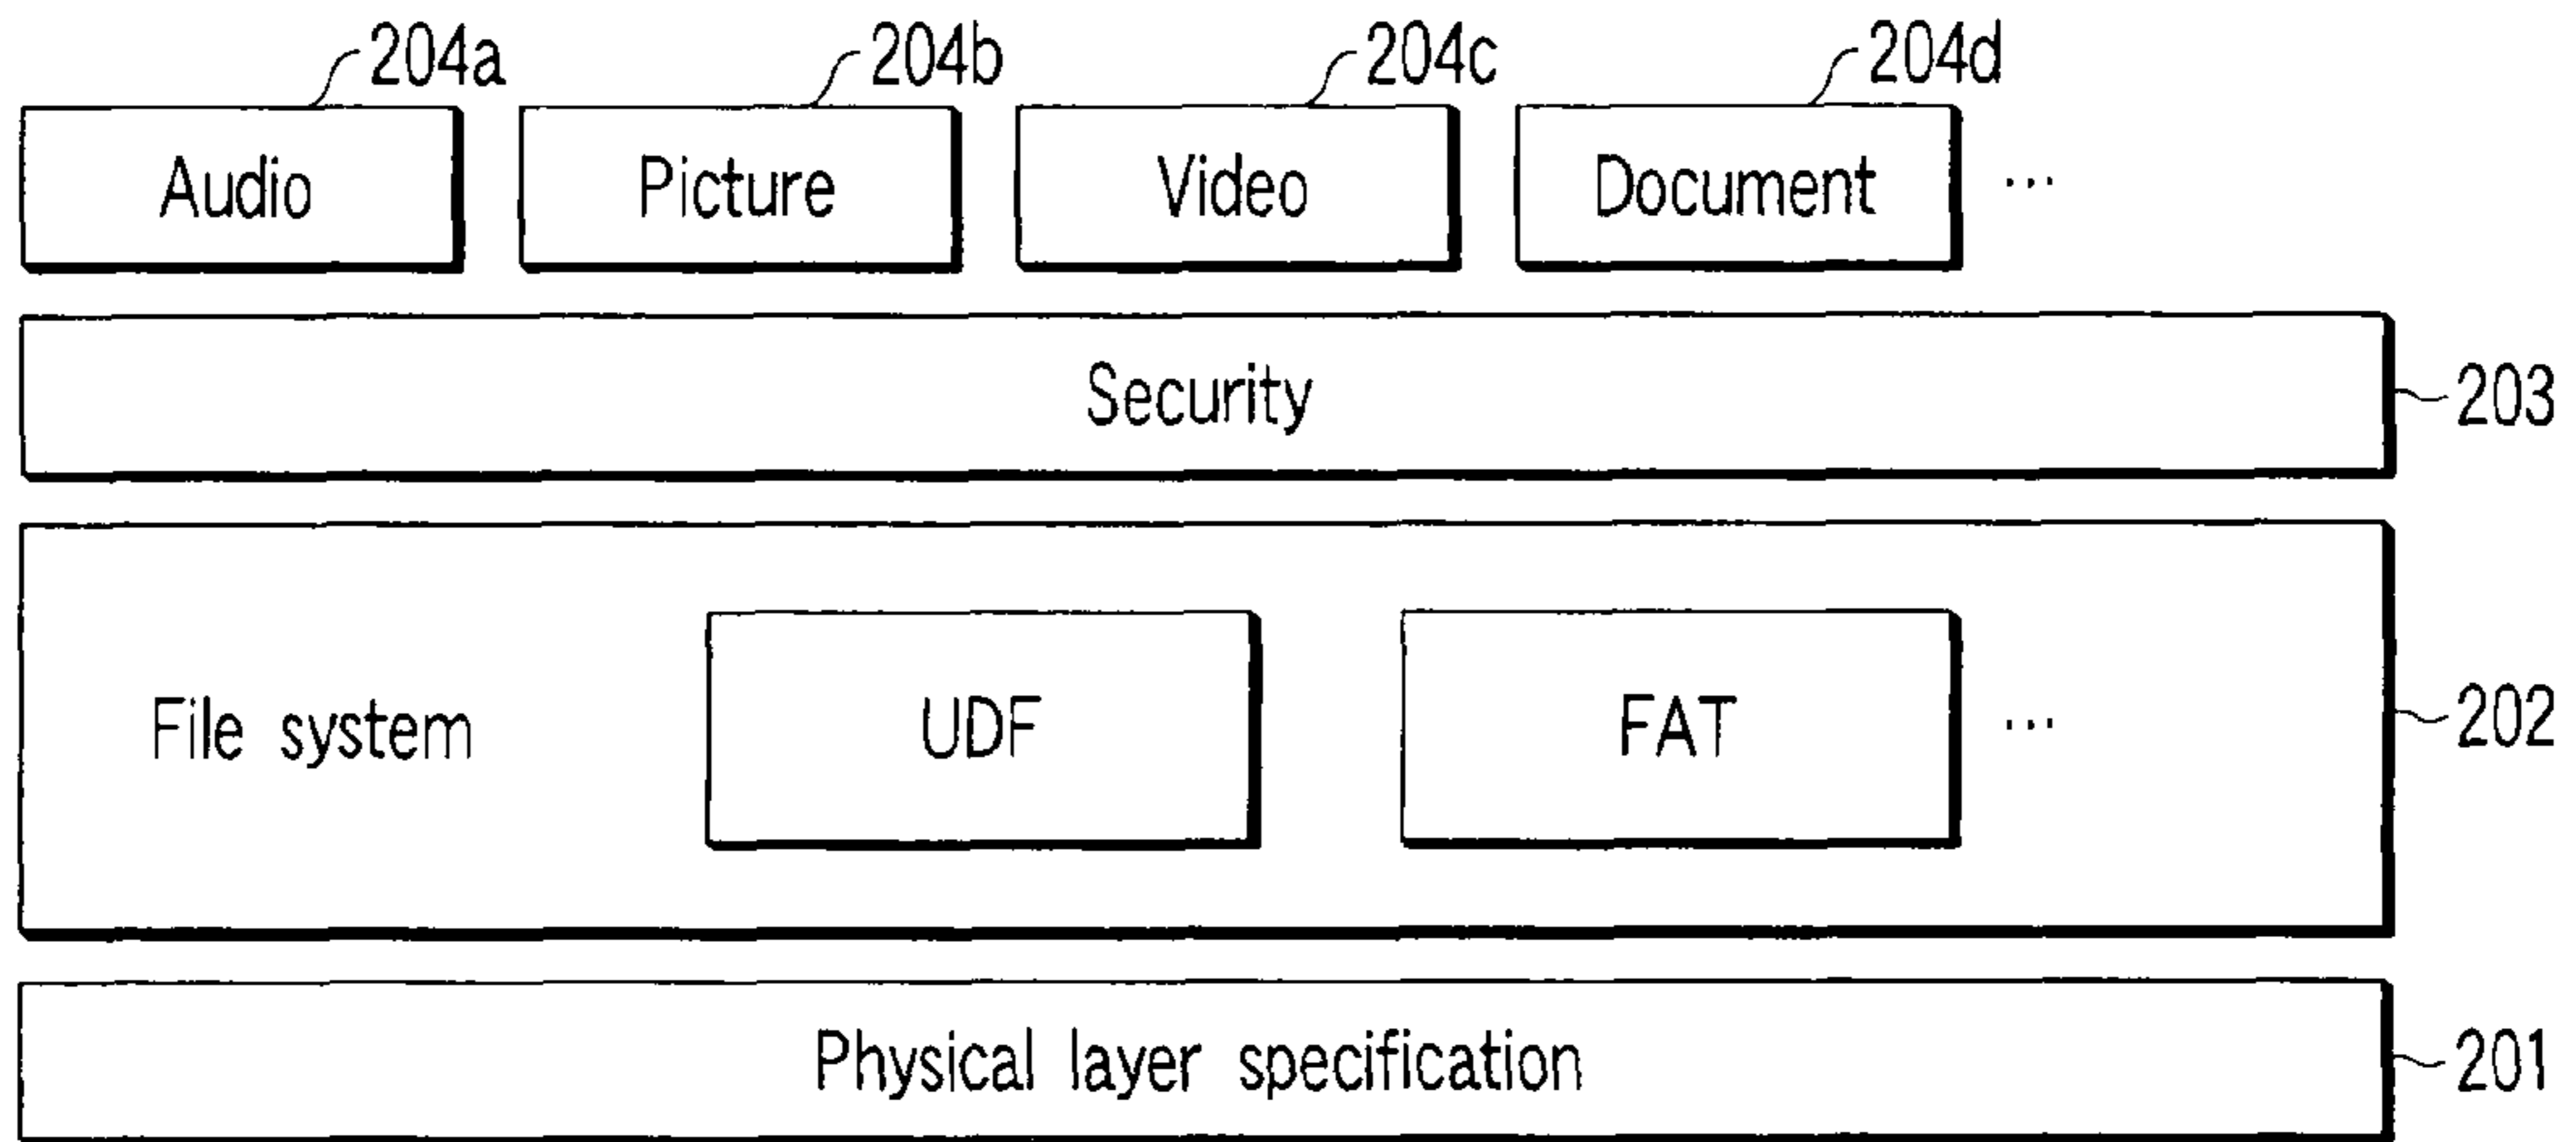 204a 204b 204c 204d
Audio Picture Video Document ...
Security 203
File system UDF FAT ... 202
Physical layer specification 201